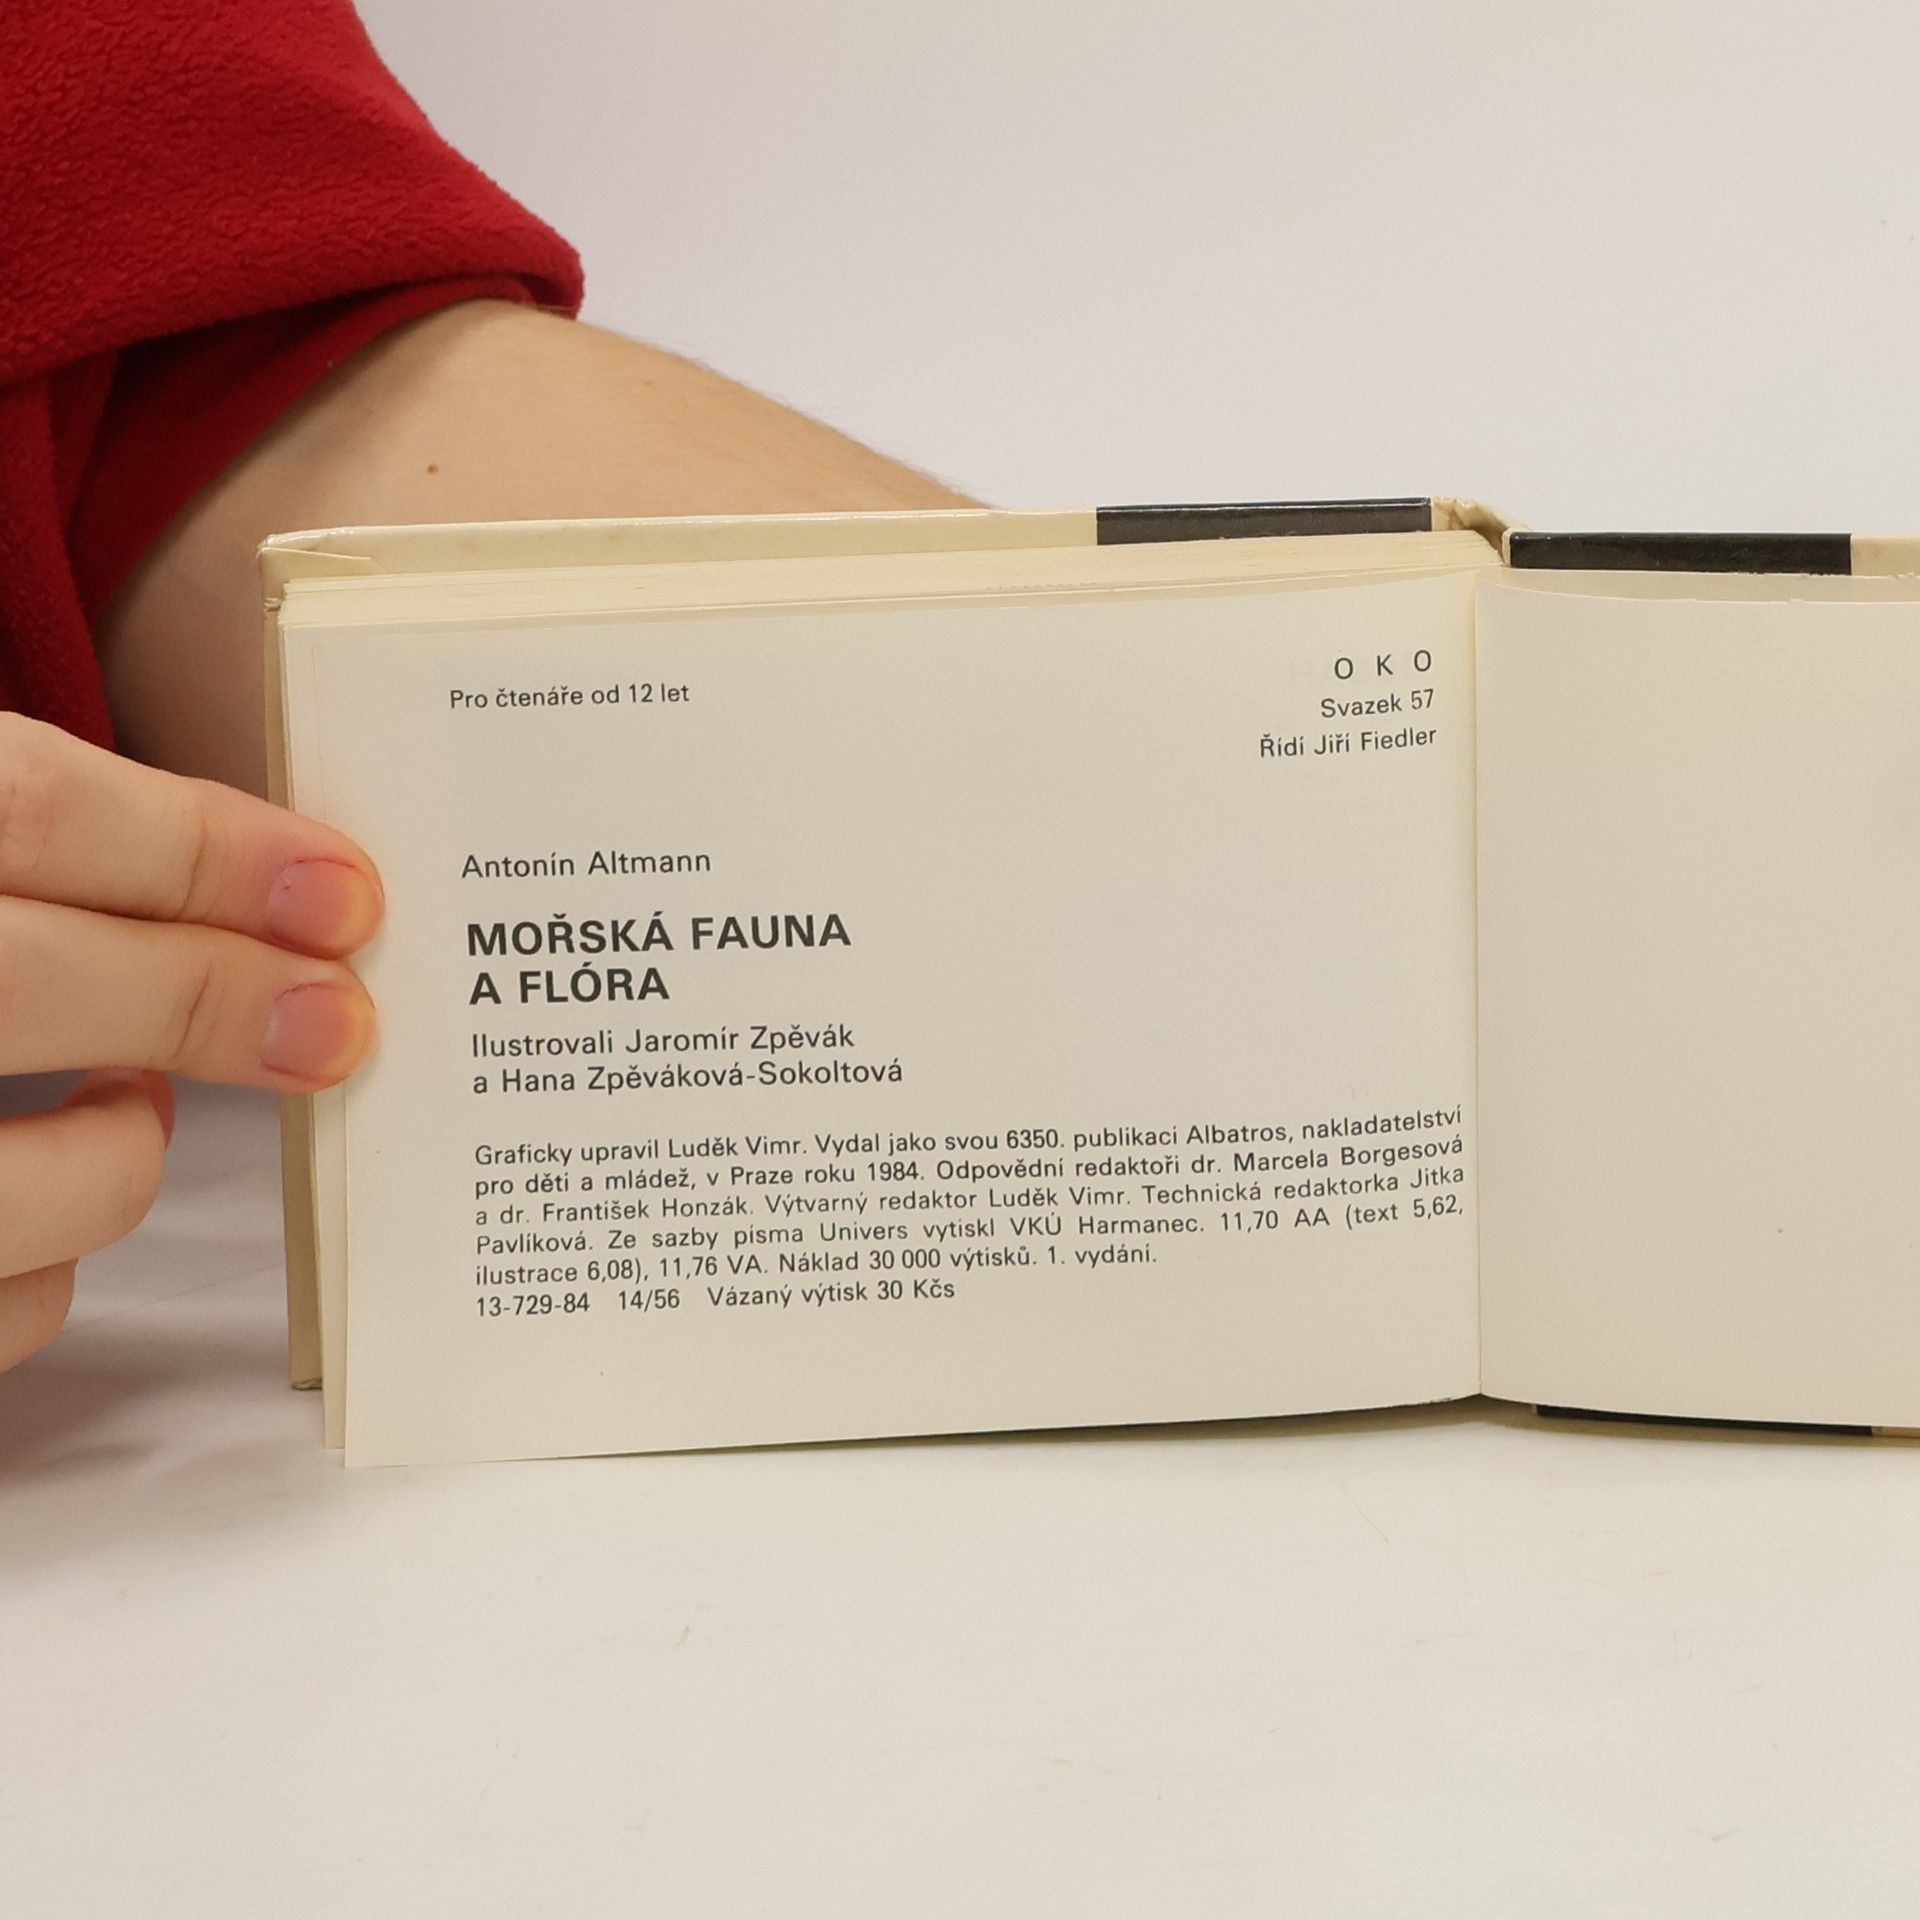 Pro čtenáře od 12 let
O K O
Svazek 57
Řídí Jiří Fiedler
Antonín Altmann
MOŘSKÁ FAUNA
A FLÓRA
Ilustrovali Jaromír Zpěvák
a Hana Zpěváková-Sokoltová
Graficky upravil Luděk Vimr. Vydal jako svou 6350. publikaci Albatros, nakladatelství
pro děti a mládež, v Praze roku 1984. Odpovědní redaktoři dr. Marcela Borgesová
a dr. František Honzák. Výtvarný redaktor Luděk Vimr. Technická redaktorka Jitka
Pavlíková. Ze sazby písma Univers vytiskl VKÚ Harmanec. 11,70 AA (text 5,62,
ilustrace 6,08), 11,76 VA. Náklad 30 000 výtisků. 1. vydání.
13-729-84 14/56 Vázaný výtisk 30 Kčs